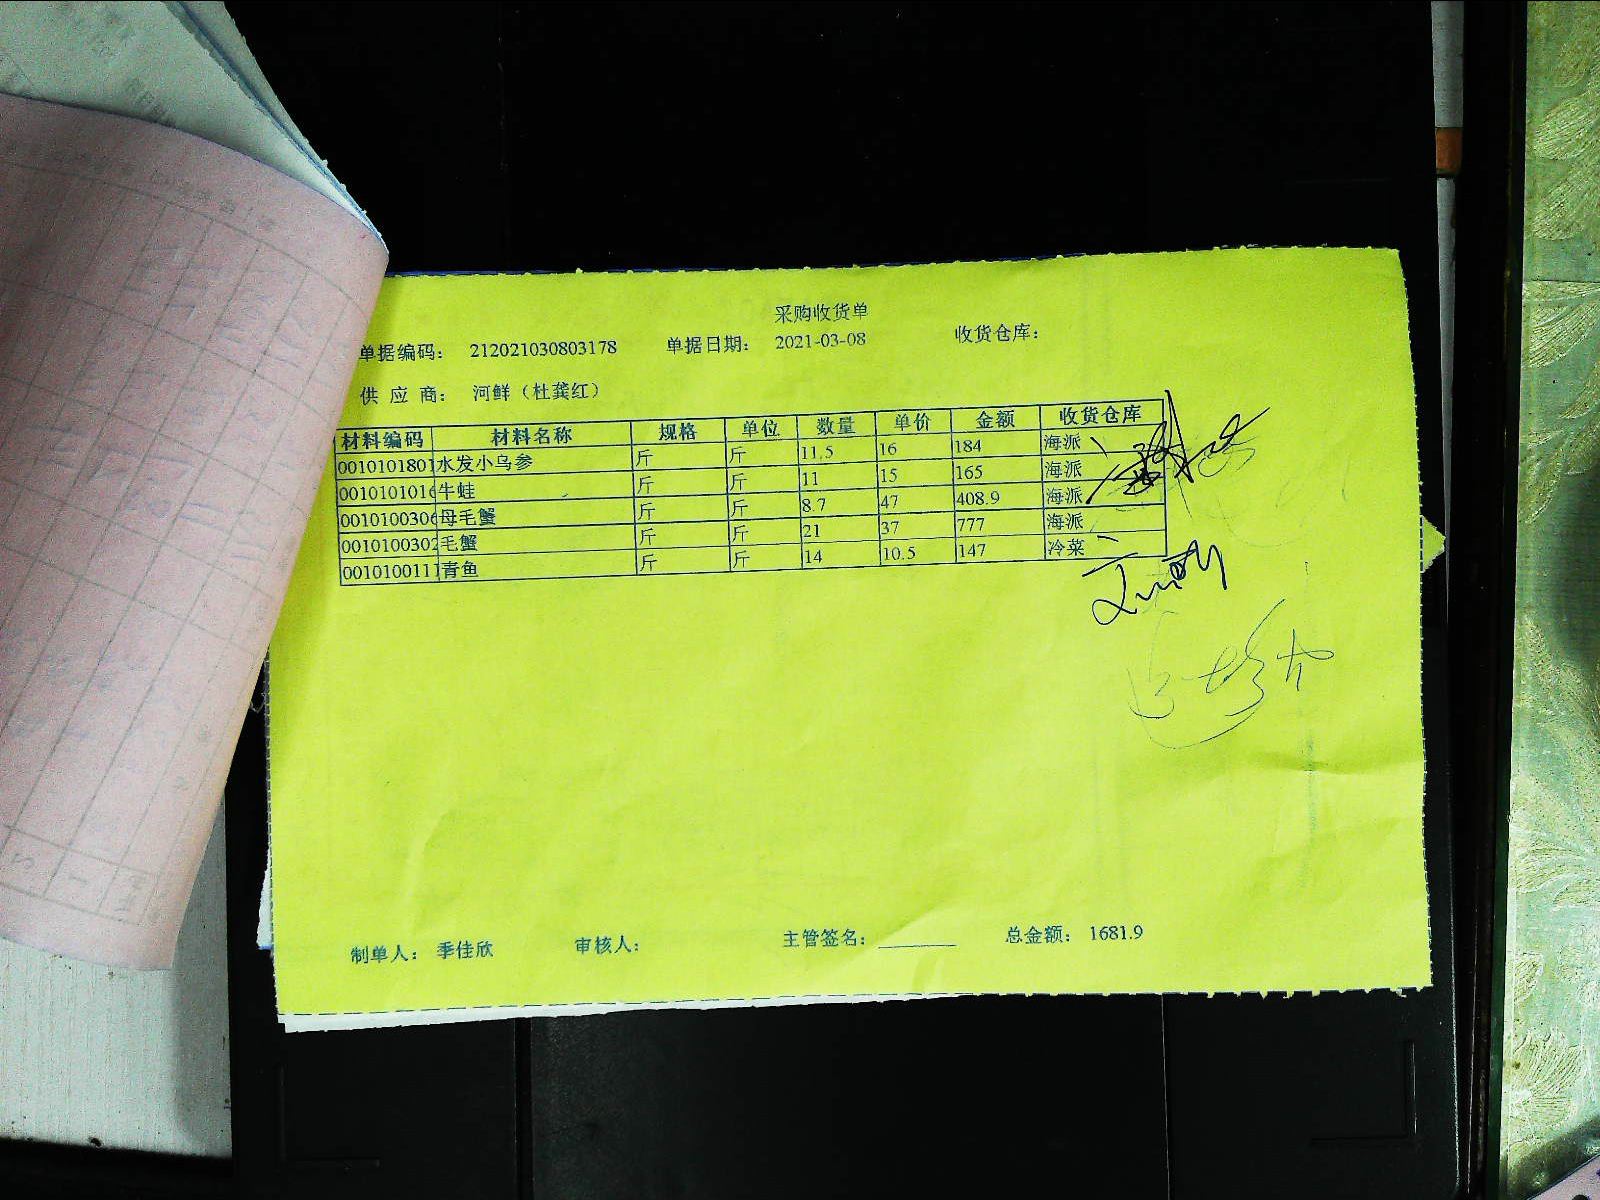 采购收货单
单据编码: 212021030803178 单据日期: 2021-03-08 收货仓库:
供 应 商: 河鲜（杜龚红）
材料编码 材料名称 规格 单位 数量 单价 金额 收货仓库
0010101801 水发小乌参 斤 斤 11.5 16 184 海派
001010101 牛蛙 斤 斤 11 15 165 海派
001010030 母毛蟹 斤 斤 8.7 47 408.9 海派
0010100302 毛蟹 斤 斤 21 37 777 海派
0010100111 青鱼 斤 斤 14 10.5 147 冷菜
制单人: 季佳欣 审核人: 主管签名: 总金额: 1681.9